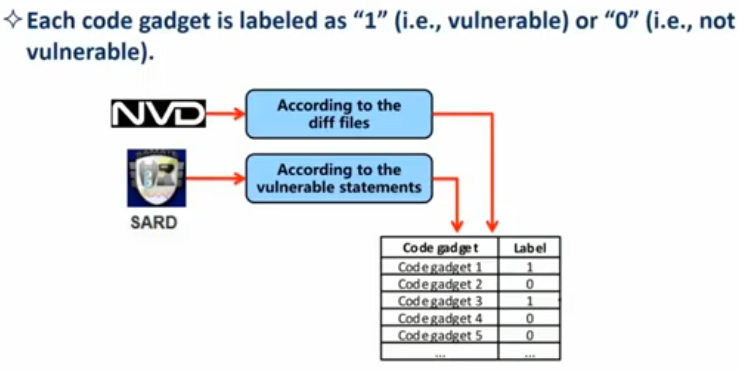 ✧Each code gadget is labeled as “1” (i.e., vulnerable) or “0” (i.e., not
vulnerable).
NVD
According to the
diff files
According to the
vulnerable statements
SARD
Code gadget Label
Code gadget 1 1
Code gadget 2 0
Code gadget 3 1
Code gadget 4 0
Code gadget 5 0
... ...